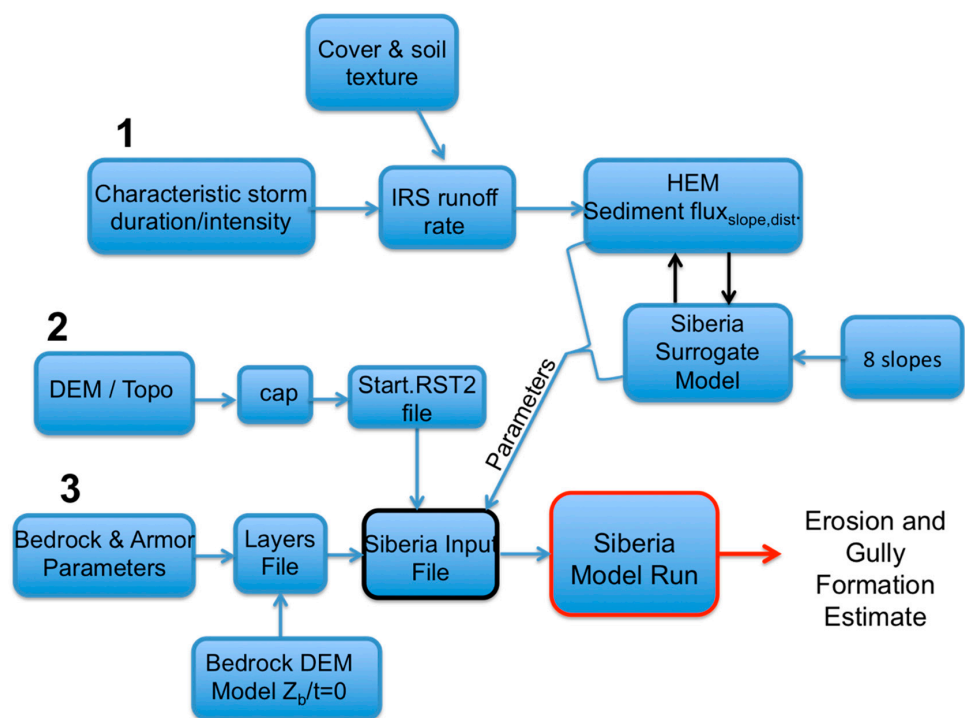 Cover & soil
texture
1
Characteristic storm
duration/intensity
IRS runoff
rate
HEM
Sediment flux slope,dist.
2
DEM / Topo
cap
Start.RST2
file
Parameters
Siberia
Surrogate
Model
8 slopes
3
Bedrock & Armor
Parameters
Layers
File
Siberia Input
File
Siberia
Model Run
Erosion and
Gully
Formation
Estimate
Bedrock DEM
Model Zb/t=0